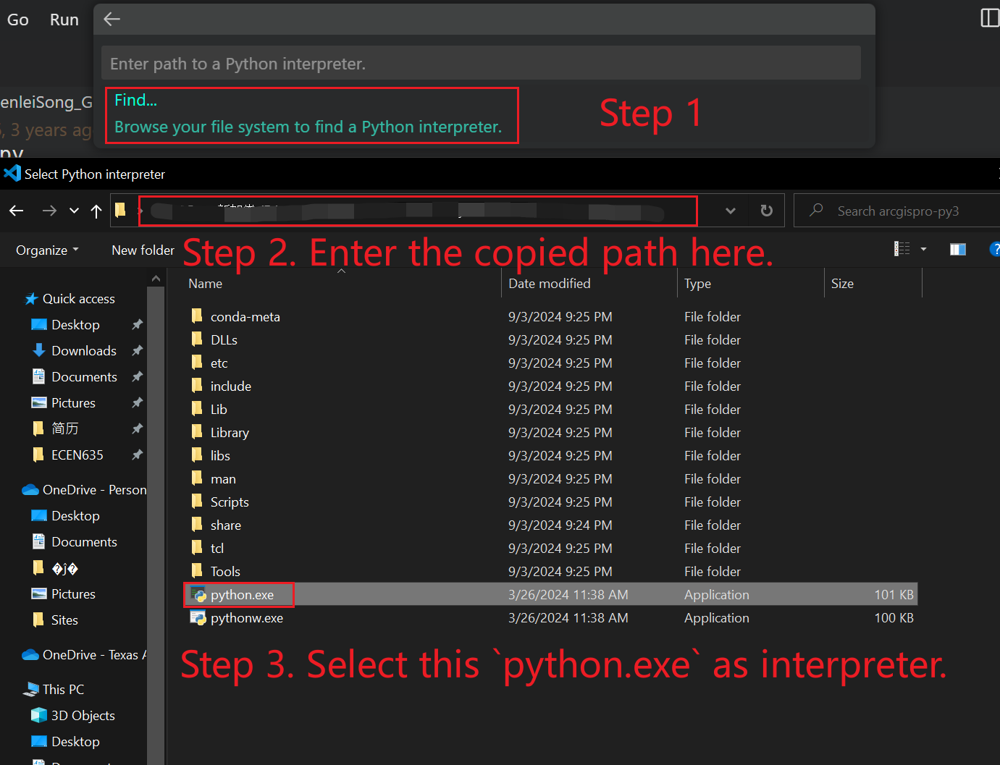 Go Run
Enter path to a Python interpreter.
Find...
Browse your file system to find a Python interpreter.
Step 1
enleiSong_G
, 3 years ag
py
Select Python interpreter
Search arcgispro-py3
Organize
New folder
Step 2. Enter the copied path here.
Name Date modified Type Size
Quick access
Desktop
Downloads
Documents
Pictures
简历
ECEN635
OneDrive - Person
Desktop
Documents
�j�
Pictures
Sites
OneDrive - Texas A
This PC
3D Objects
Desktop
conda-meta 9/3/2024 9:25 PM File folder
DLLs 9/3/2024 9:25 PM File folder
etc 9/3/2024 9:25 PM File folder
include 9/3/2024 9:25 PM File folder
Lib 9/3/2024 9:25 PM File folder
Library 9/3/2024 9:25 PM File folder
libs 9/3/2024 9:25 PM File folder
man 9/3/2024 9:25 PM File folder
Scripts 9/3/2024 9:25 PM File folder
share 9/3/2024 9:24 PM File folder
tcl 9/3/2024 9:25 PM File folder
Tools 9/3/2024 9:25 PM File folder
python.exe 3/26/2024 11:38 AM Application 101 KB
pythonw.exe 3/26/2024 11:38 AM Application 100 KB
Step 3. Select this `python.exe` as interpreter.